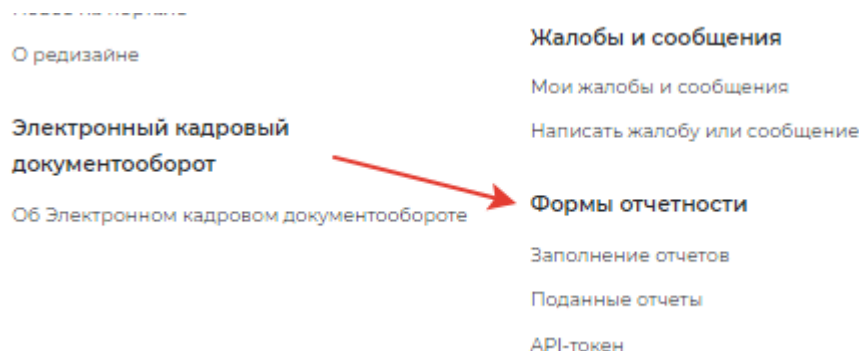 О редизайне
Электронный кадровый
документооборот
Об Электронном кадровом документообороте
Жалобы и сообщения
Мои жалобы и сообщения
Написать жалобу или сообщение
Формы отчетности
Заполнение отчетов
Поданные отчеты
API-токен